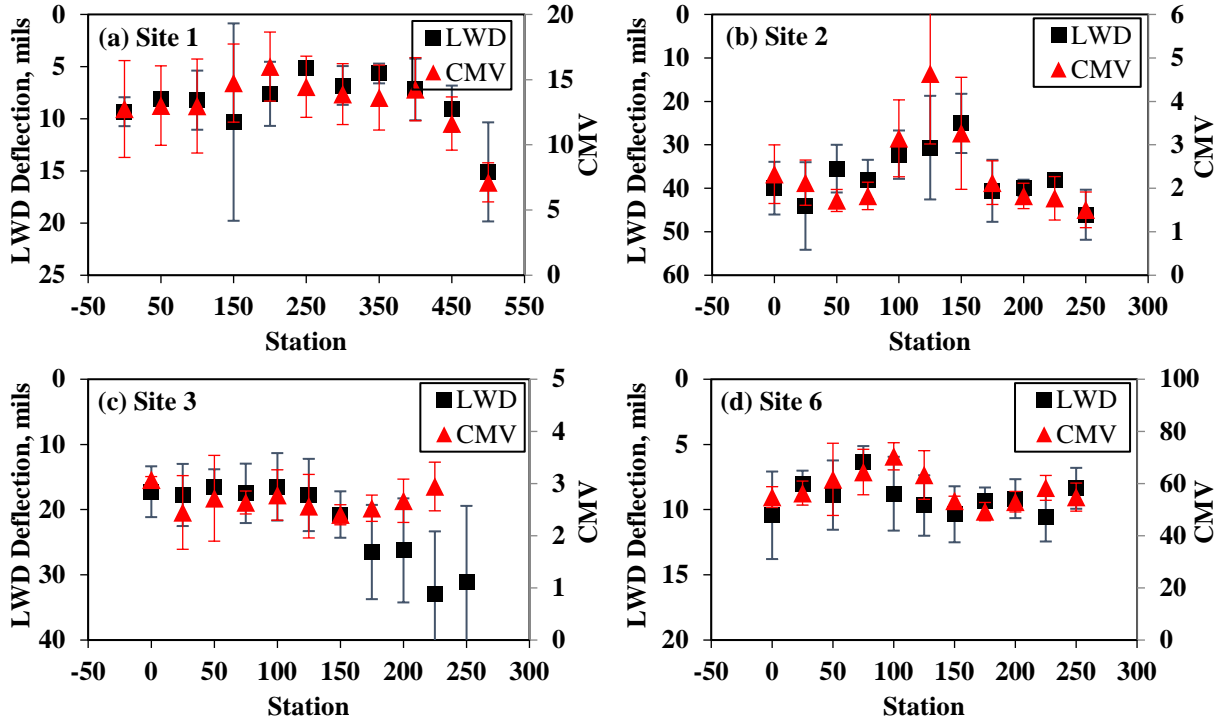 (a) Site 1
LWD
CMV
LWD Deflection, mils
0
5
10
15
20
25
CMV
20
15
10
5
0
-50 50 150 250 350 450 550
Station
(b) Site 2
LWD
CMV
LWD Deflection, mils
0
10
20
30
40
50
60
CMV
6
5
4
3
2
1
0
-50 0 50 100 150 200 250 300
Station
(c) Site 3
LWD
CMV
LWD Deflection, mils
0
10
20
30
40
CMV
5
4
3
2
1
0
-50 0 50 100 150 200 250 300
Station
(d) Site 6
LWD
CMV
LWD Deflection, mils
0
5
10
15
20
CMV
100
80
60
40
20
0
-50 0 50 100 150 200 250 300
Station